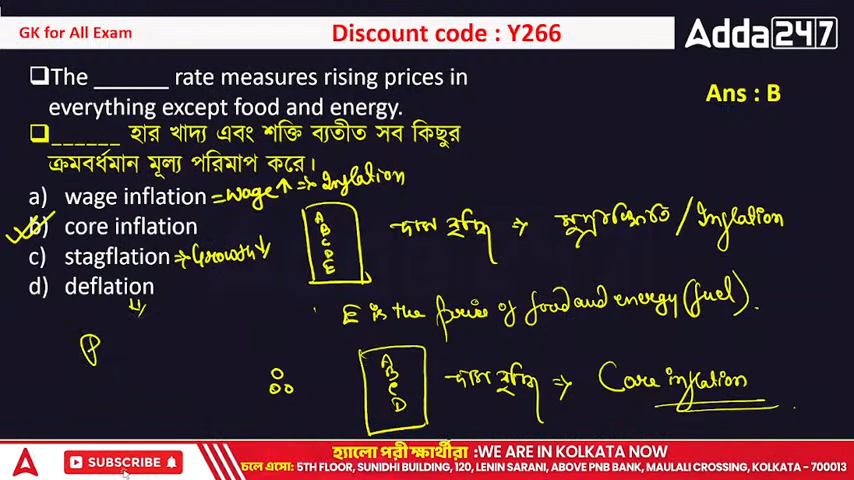 GK for All Exam
Discount code : Y266
Adda247
❑The ______ rate measures rising prices in
everything except food and energy.
Ans : B
❑______ হার খাদ্য এবং শক্তি ব্যতীত সব কিছুর
ক্রমবর্ধমান মূল্য পরিমাপ করে।
a) wage inflation = wage ↑ => Inflation
b) core inflation
c) stagflation => Growth ↓
d) deflation
A
B
C
D
E
দাম বৃদ্ধি => মুদ্রাস্ফীতি / Inflation
E is the price of food and energy (fuel).
P
A
B
C
D
দাম বৃদ্ধি => Core inflation
SUBSCRIBE
হ্যালো পরীক্ষার্থীরা :WE ARE IN KOLKATA NOW
চলে এসো: 5TH FLOOR, SUNIDHI BUILDING, 120, LENIN SARANI, ABOVE PNB BANK, MAULALI CROSSING, KOLKATA - 700013